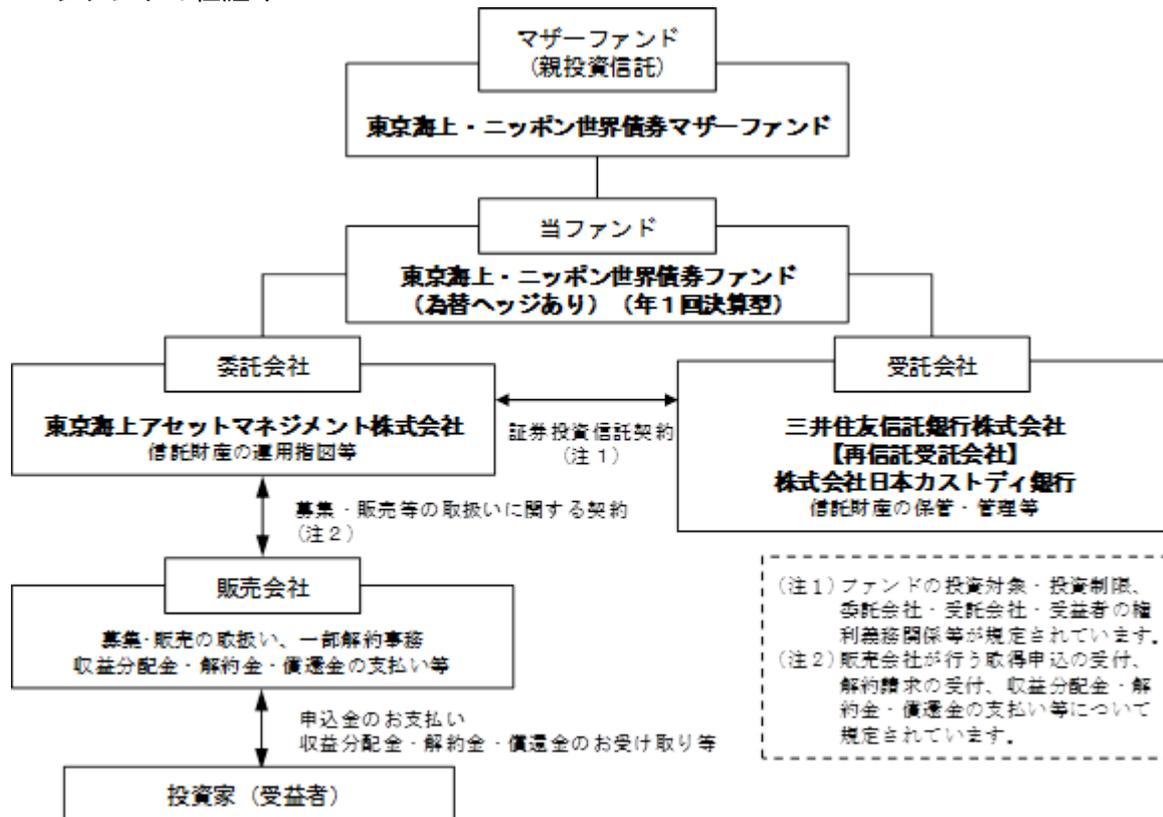 マザーファンド
(親投資信託)
東京海上・ニッポン世界債券マザーファンド
当ファンド
東京海上・ニッポン世界債券ファンド
(為替ヘッジあり)(年1回決算型)
委託会社
東京海上アセットマネジメント株式会社
信託財産の運用指図等
証券投資信託契約
(注1)
受託会社
三井住友信託銀行株式会社
【再信託受託会社】
株式会社日本カストディ銀行
信託財産の保管・管理等
募集・販売等の取扱いに関する契約
(注2)
販売会社
募集・販売の取扱い、一部解約事務
収益分配金・解約金・償還金の支払い等
(注1)ファンドの投資対象・投資制限、
委託会社・受託会社・受益者の権
利義務関係等が規定されています。
(注2)販売会社が行う取得申込の受付、
解約請求の受付、収益分配金・解
約金・償還金の支払い等について
規定されています。
申込金のお支払い
収益分配金・解約金・償還金のお受け取り等
投資家(受益者)